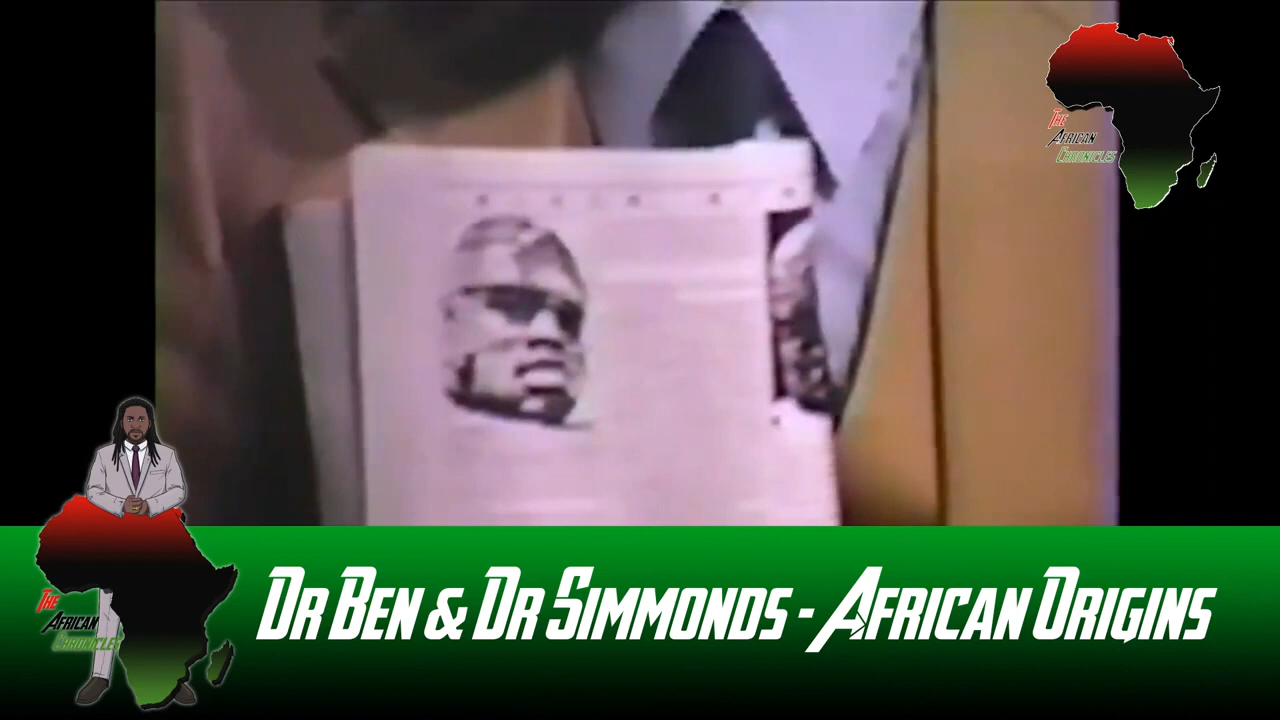 The
African
Chronicles
The
African
Chronicles
Dr Ben & Dr Simmonds - African Origins